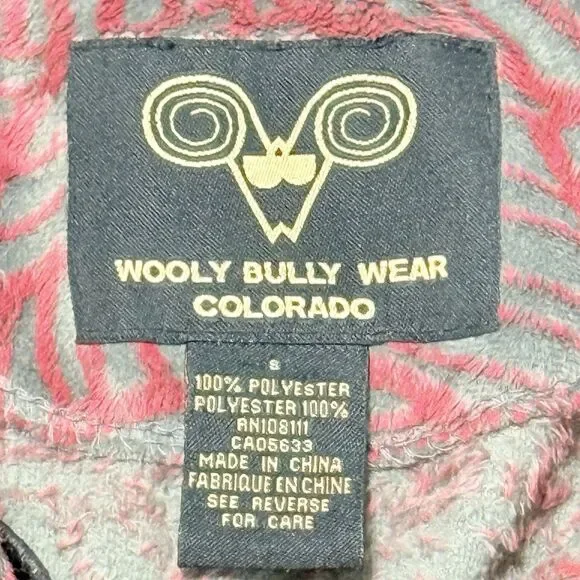 WOOLY BULLY WEAR
COLORADO
S
100% POLYESTER
POLYESTER 100%
RN108111
CA05633
MADE IN CHINA
FABRIQUE EN CHINE
SEE REVERSE
FOR CARE